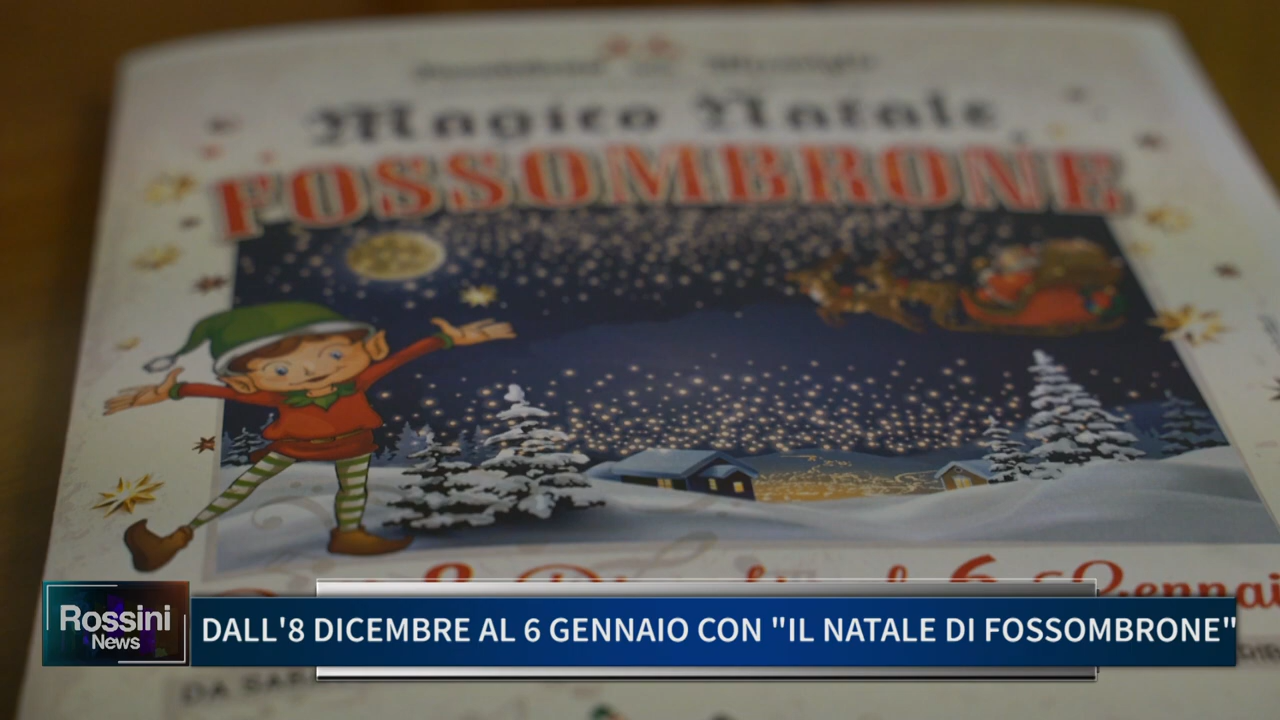 Magico Natale
FOSSOMBRONE
Rossini
News
DALL'8 DICEMBRE AL 6 GENNAIO CON "IL NATALE DI FOSSOMBRONE"